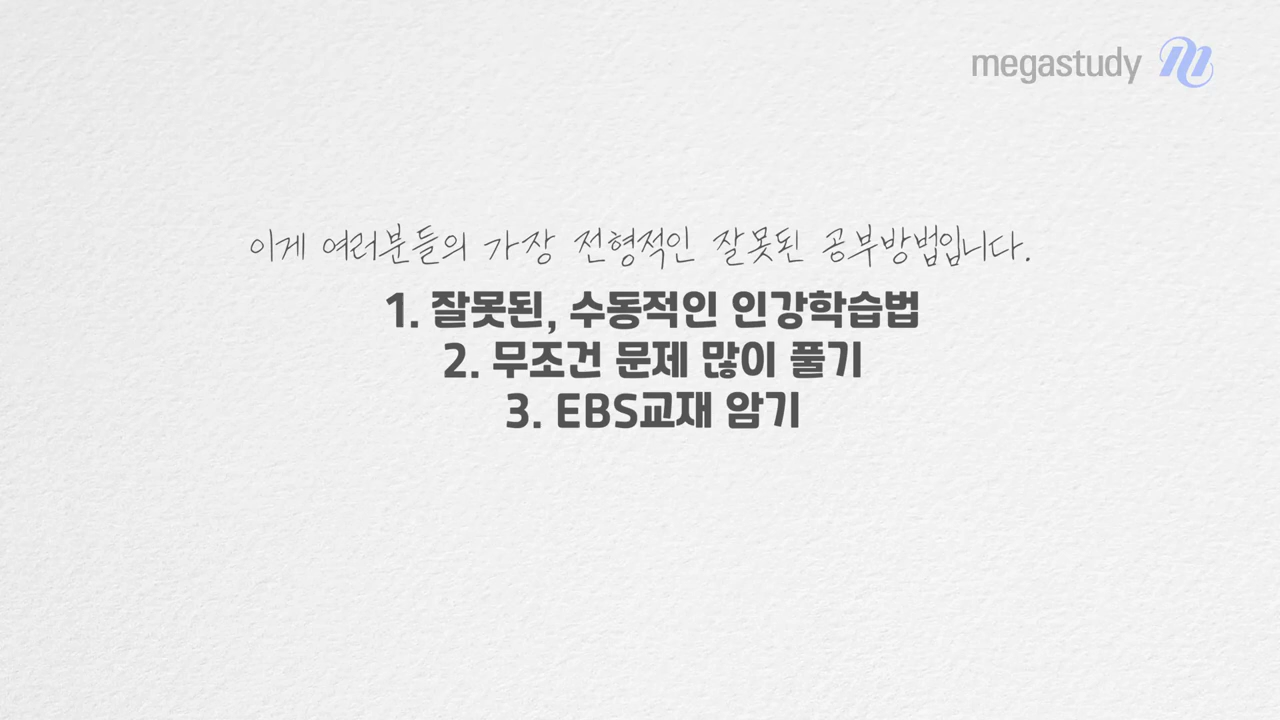 megastudy
이게 여러분들의 가장 전형적인 잘못된 공부방법입니다.
1. 잘못된, 수동적인 인강학습법
2. 무조건 문제 많이 풀기
3. EBS교재 암기